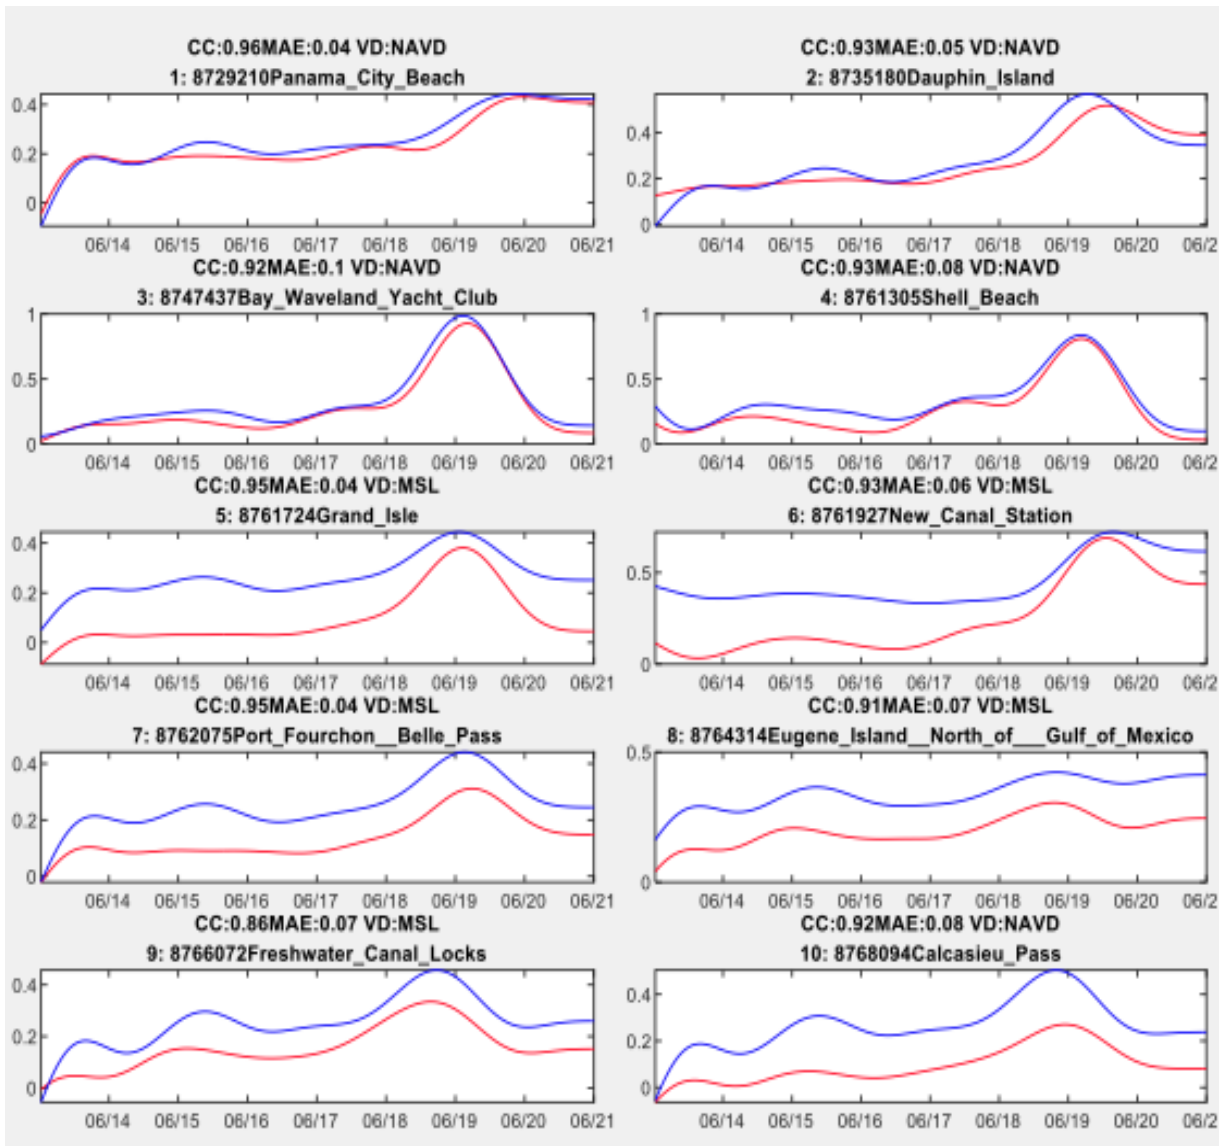 CC:0.96MAE:0.04 VD:NAVD
1: 8729210Panama_City_Beach
0.4
0.2
0
06/14 06/15 06/16 06/17 06/18 06/19 06/20 06/21
CC:0.93MAE:0.05 VD:NAVD
2: 8735180Dauphin_Island
0.4
0.2
0
06/14 06/15 06/16 06/17 06/18 06/19 06/20 06/2
CC:0.92MAE:0.1 VD:NAVD
3: 8747437Bay_Waveland_Yacht_Club
1
0.5
0
06/14 06/15 06/16 06/17 06/18 06/19 06/20 06/21
CC:0.93MAE:0.08 VD:NAVD
4: 8761305Shell_Beach
1
0.5
0
06/14 06/15 06/16 06/17 06/18 06/19 06/20 06/2
CC:0.95MAE:0.04 VD:MSL
5: 8761724Grand_Isle
0.4
0.2
0
06/14 06/15 06/16 06/17 06/18 06/19 06/20 06/21
CC:0.93MAE:0.06 VD:MSL
6: 8761927New_Canal_Station
0.5
0
06/14 06/15 06/16 06/17 06/18 06/19 06/20 06/2
CC:0.95MAE:0.04 VD:MSL
7: 8762075Port_Fourchon__Belle_Pass
0.4
0.2
0
06/14 06/15 06/16 06/17 06/18 06/19 06/20 06/21
CC:0.91MAE:0.07 VD:MSL
8: 8764314Eugene_Island__North_of___Gulf_of_Mexico
0.5
0
06/14 06/15 06/16 06/17 06/18 06/19 06/20 06/2
CC:0.86MAE:0.07 VD:MSL
9: 8766072Freshwater_Canal_Locks
0.4
0.2
0
06/14 06/15 06/16 06/17 06/18 06/19 06/20 06/21
CC:0.92MAE:0.08 VD:NAVD
10: 8768094Calcasieu_Pass
0.4
0.2
0
06/14 06/15 06/16 06/17 06/18 06/19 06/20 06/2